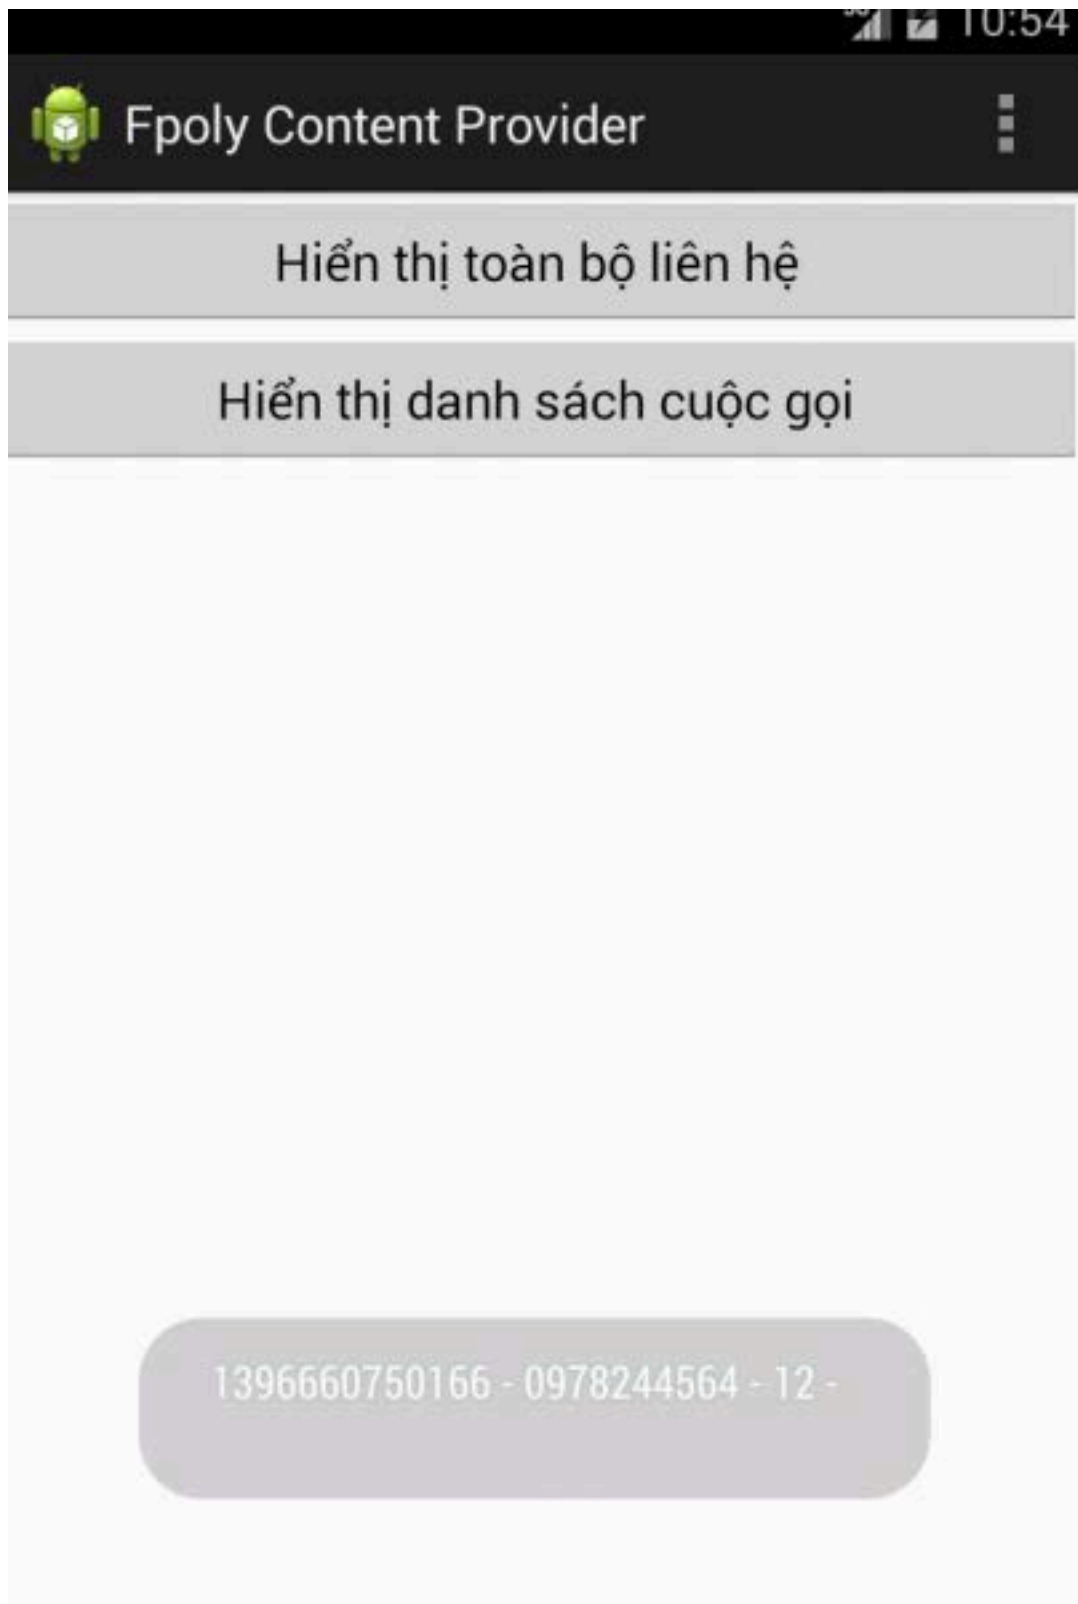 10:54
Fpoly Content Provider
Hiển thị toàn bộ liên hệ
Hiển thị danh sách cuộc gọi
1396660750166 - 0978244564 - 12 -